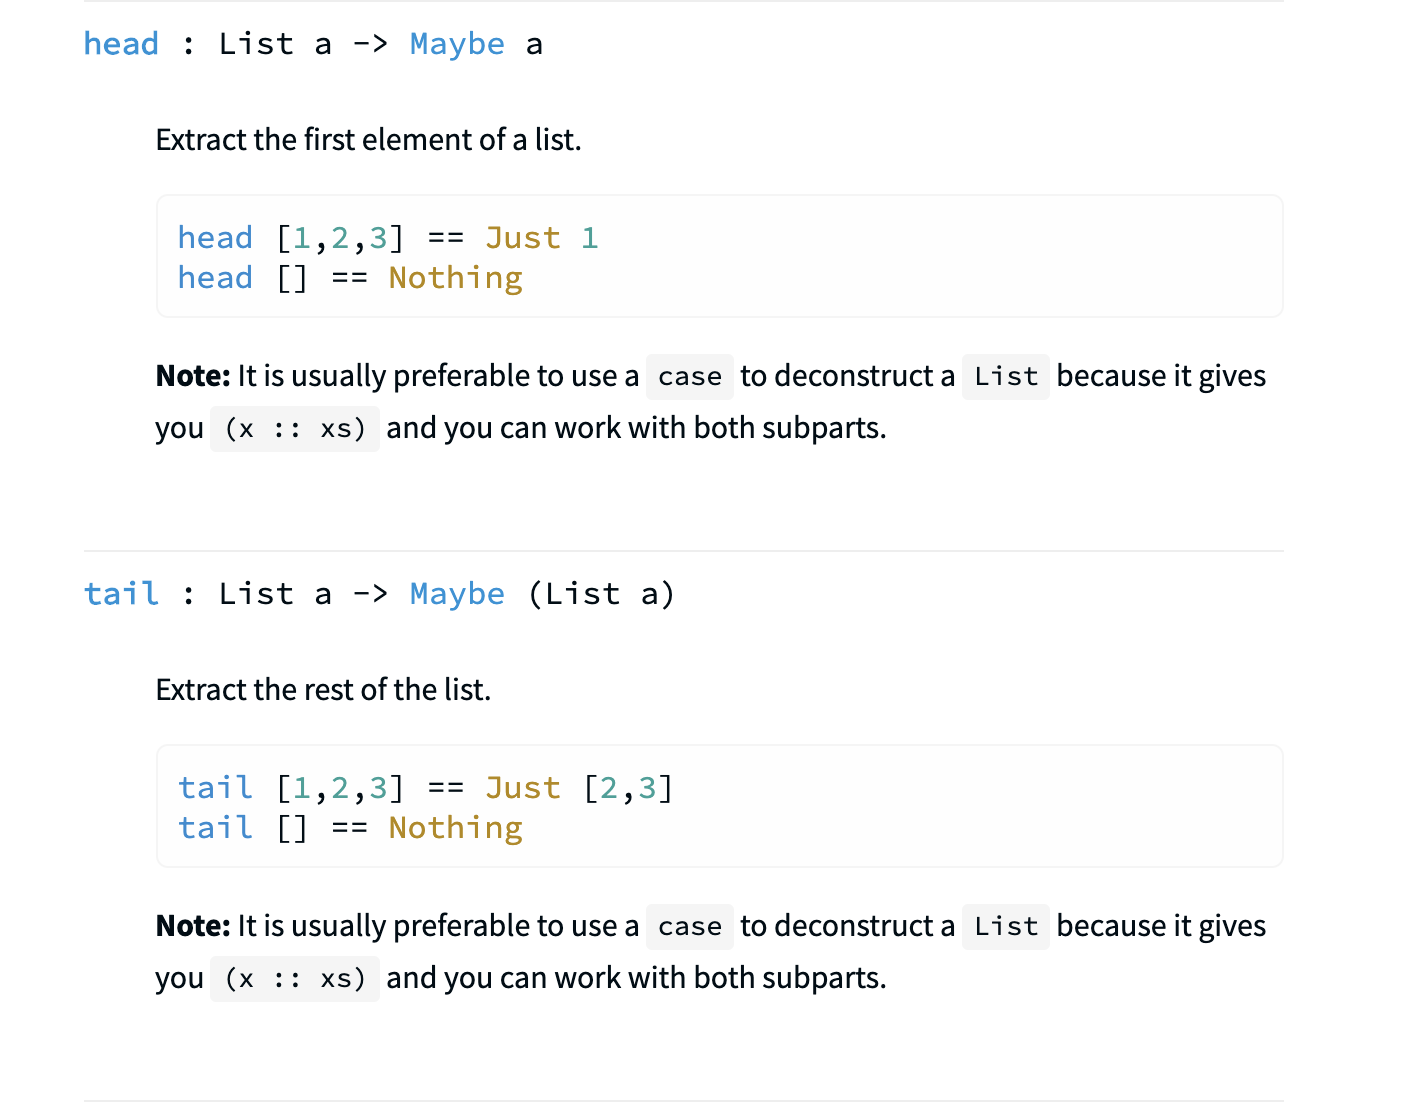 head : List a -> Maybe a
Extract the first element of a list.
head [1,2,3] == Just 1
head [] == Nothing
Note: It is usually preferable to use a case to deconstruct a List because it gives
you (x :: xs) and you can work with both subparts.
tail : List a -> Maybe (List a)
Extract the rest of the list.
tail [1,2,3] == Just [2,3]
tail [] == Nothing
Note: It is usually preferable to use a case to deconstruct a List because it gives
you (x :: xs) and you can work with both subparts.